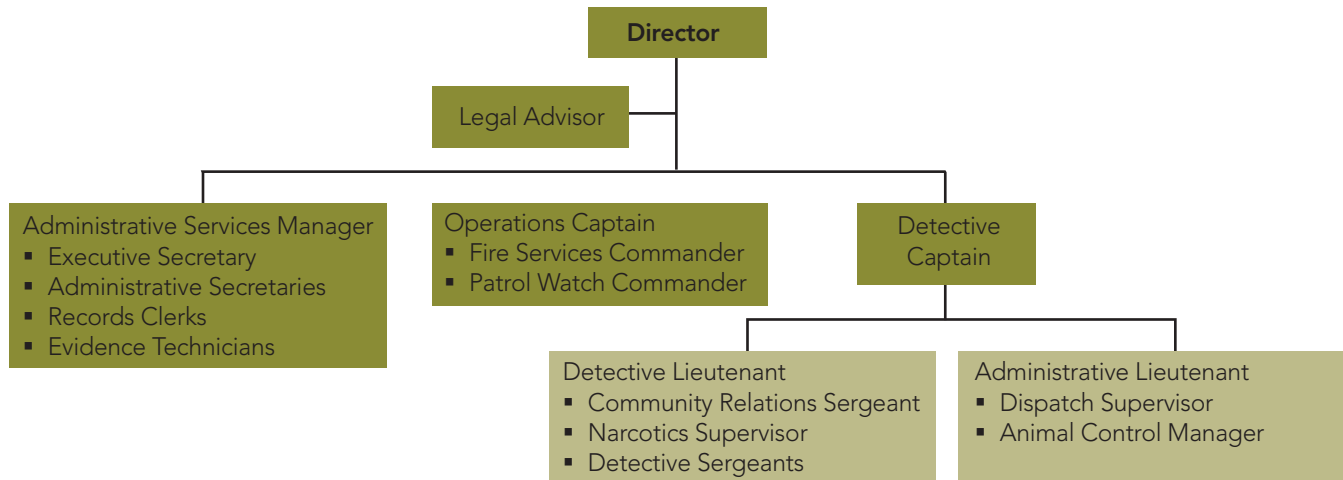 Director
Legal Advisor
Administrative Services Manager
▪ Executive Secretary
▪ Administrative Secretaries
▪ Records Clerks
▪ Evidence Technicians
Operations Captain
▪ Fire Services Commander
▪ Patrol Watch Commander
Detective
Captain
Detective Lieutenant
▪ Community Relations Sergeant
▪ Narcotics Supervisor
▪ Detective Sergeants
Administrative Lieutenant
▪ Dispatch Supervisor
▪ Animal Control Manager